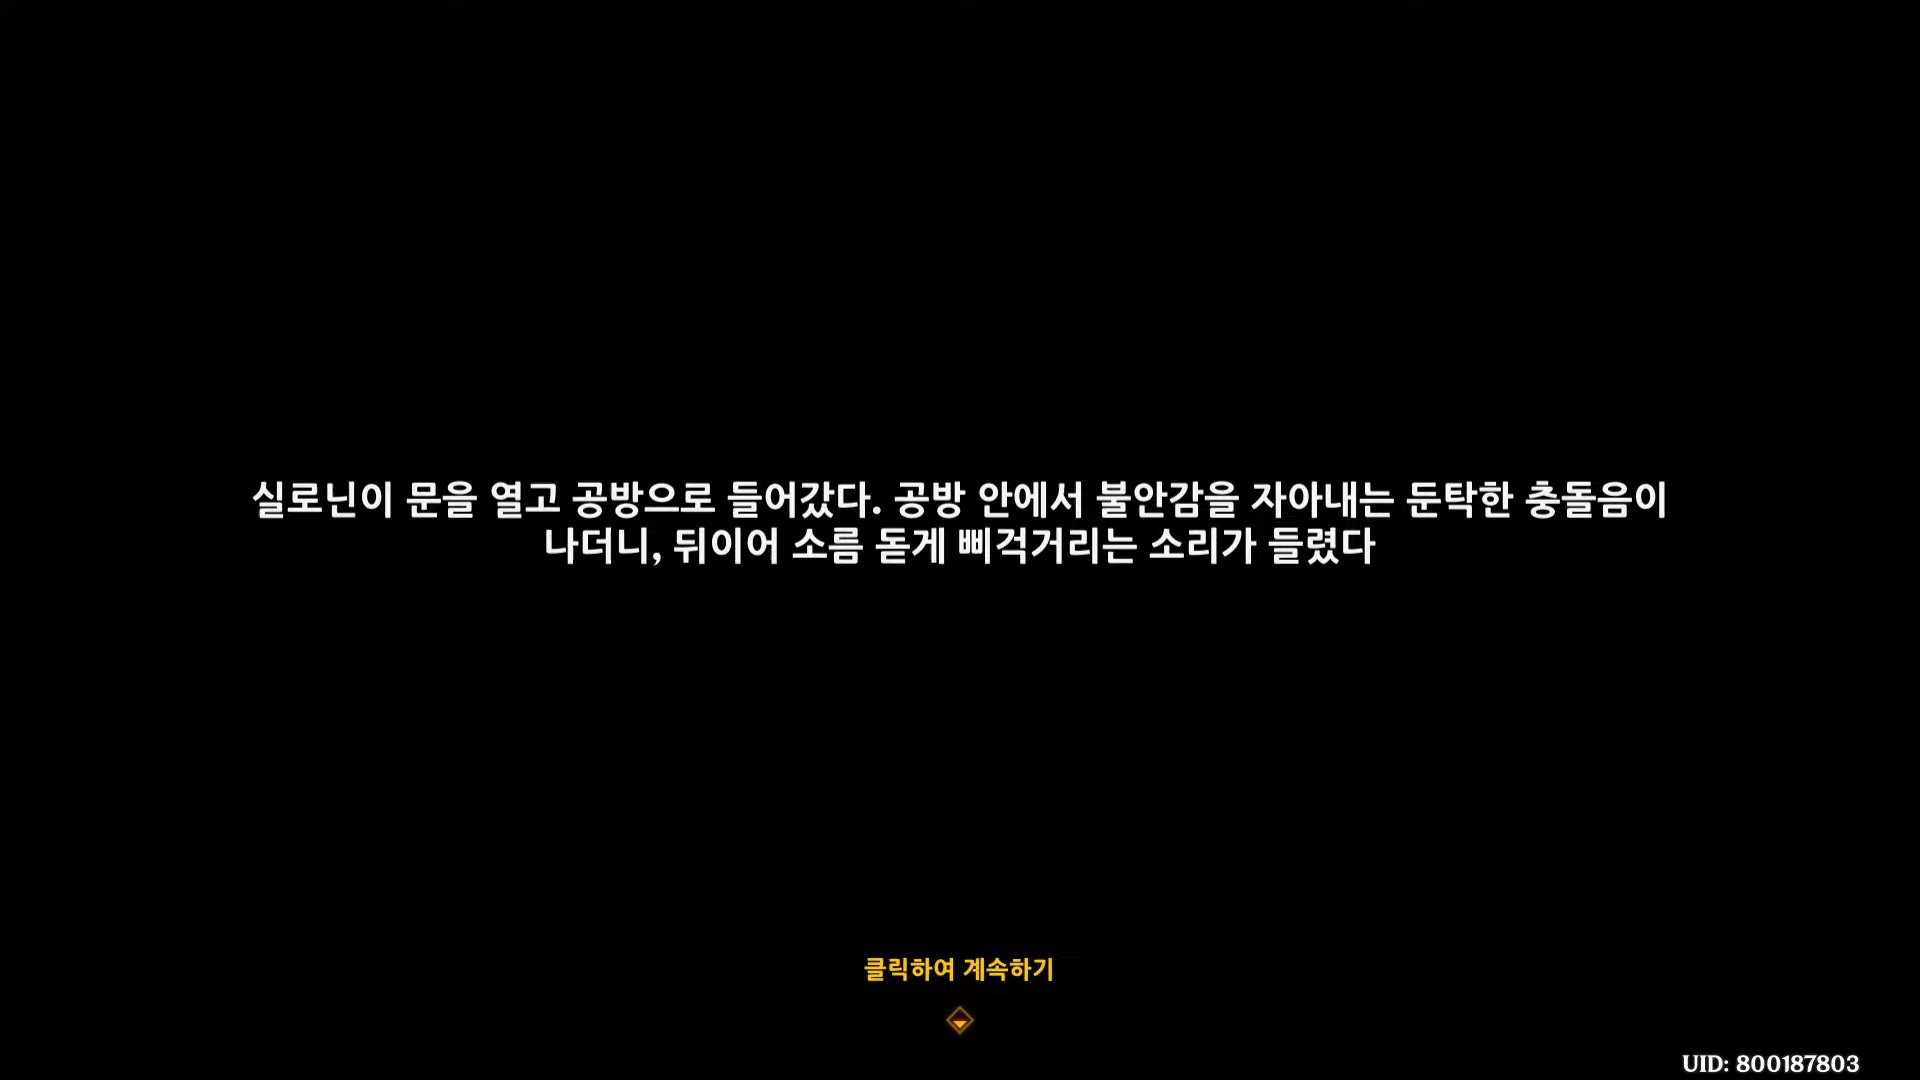 실로닌이 문을 열고 공방으로 들어갔다. 공방 안에서 불안감을 자아내는 둔탁한 충돌음이
나더니, 뒤이어 소름 돋게 삐걱거리는 소리가 들렸다
클릭하여 계속하기
UID: 800187803